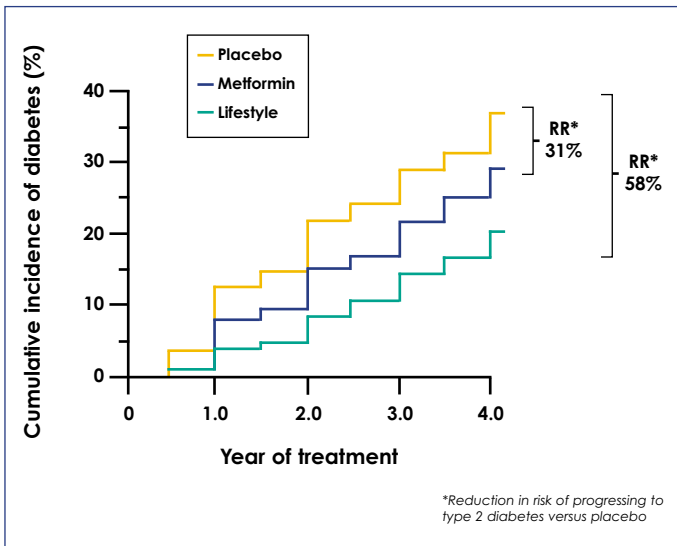 Placebo
Metformin
Lifestyle
Cumulative incidence of diabetes (%)
40
30
20
10
0
0 1.0 2.0 3.0 4.0
Year of treatment
RR*
31%
RR*
58%
*Reduction in risk of progressing to
type 2 diabetes versus placebo